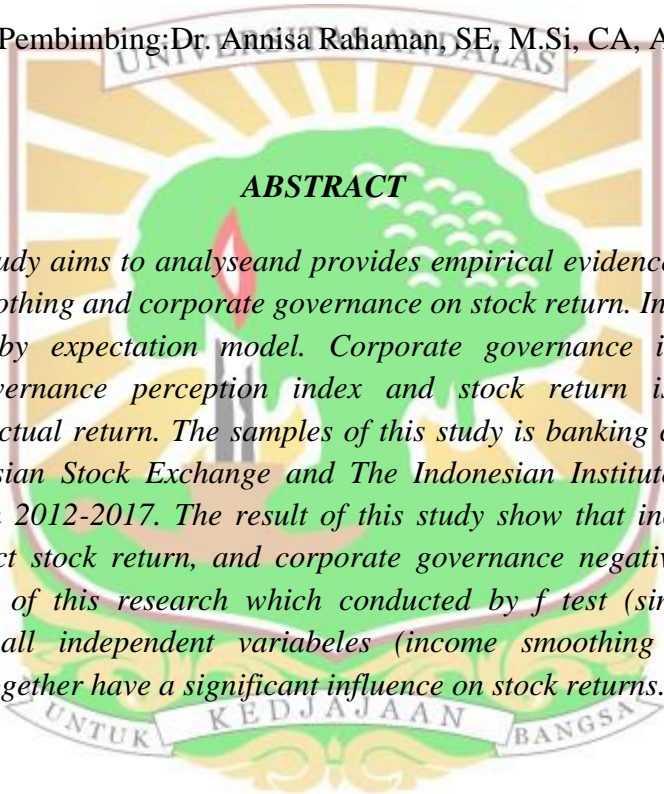 Pembimbing:Dr. Annisa Rahaman, SE, M.Si, CA, A
UNIVERSITAS ANDALAS
ABSTRACT
udy aims to analyseand provides empirical evidence
othing and corporate governance on stock return. In
by expectation model. Corporate governance i
vernance perception index and stock return is
ctual return. The samples of this study is banking c
sian Stock Exchange and The Indonesian Institute
2012-2017. The result of this study show that inc
ct stock return, and corporate governance negativ
of this research which conducted by f test (sin
all independent variabeles (income smoothing
ogether have a significant influence on stock returns.
UNTUK KEDJAJAAN BANGSA